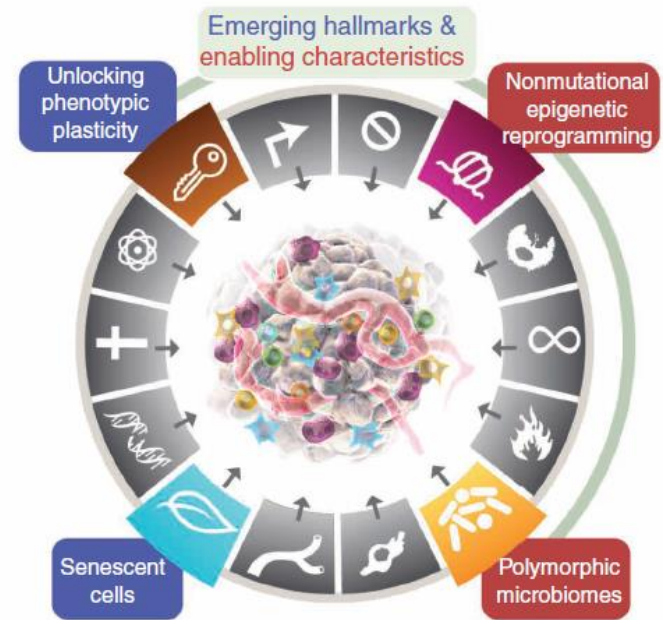 Emerging hallmarks &
enabling characteristics
Unlocking
phenotypic
plasticity
Nonmutational
epigenetic
reprogramming
Senescent
cells
Polymorphic
microbiomes